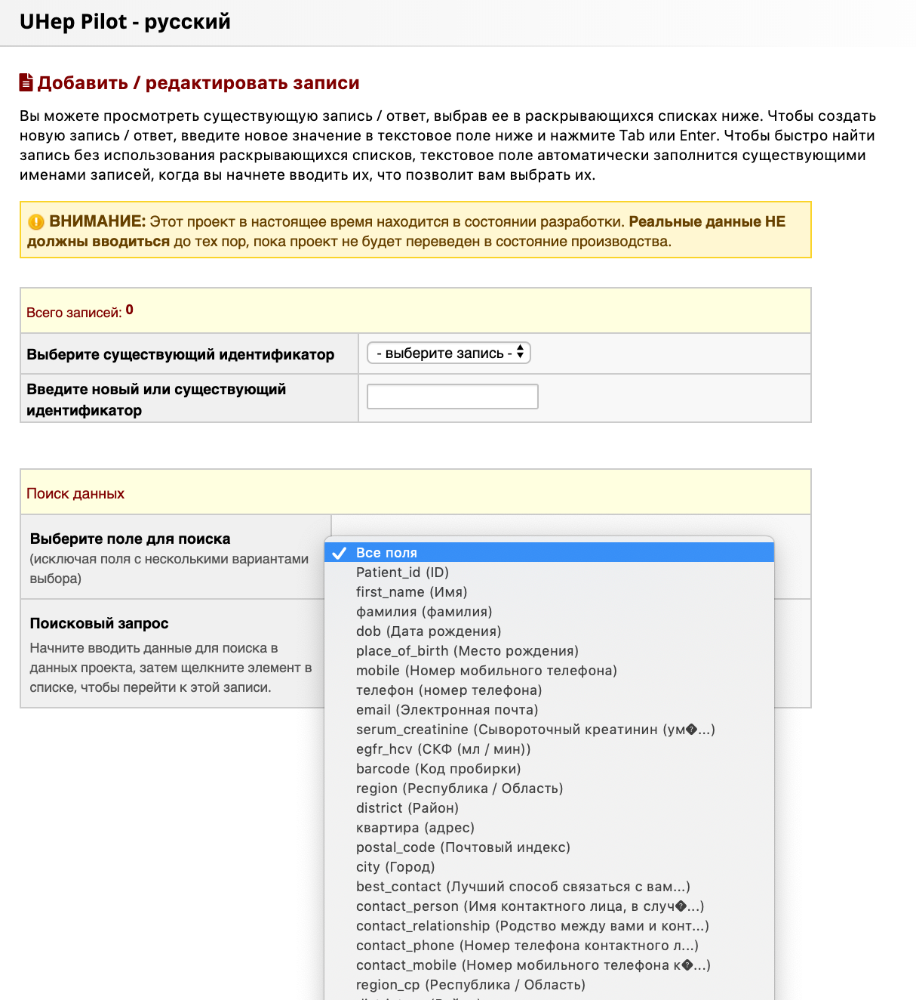 UHep Pilot - русский
Добавить / редактировать записи
Вы можете просмотреть существующую запись / ответ, выбрав ее в раскрывающихся списках ниже. Чтобы создать
новую запись / ответ, введите новое значение в текстовое поле ниже и нажмите Tab или Enter. Чтобы быстро найти
запись без использования раскрывающихся списков, текстовое поле автоматически заполнится существующими
именами записей, когда вы начнете вводить их, что позволит вам выбрать их.
ВНИМАНИЕ: Этот проект в настоящее время находится в состоянии разработки. Реальные данные НЕ
должны вводиться до тех пор, пока проект не будет переведен в состояние производства.
Всего записей: 0
Выберите существующий идентификатор
- выберите запись -
Введите новый или существующий
идентификатор
Поиск данных
Выберите поле для поиска
(исключая поля с несколькими вариантами
выбора)
Поисковый запрос
Начните вводить данные для поиска в
данных проекта, затем щелкните элемент в
списке, чтобы перейти к этой записи.
Все поля
Patient_id (ID)
first_name (Имя)
фамилия (фамилия)
dob (Дата рождения)
place_of_birth (Место рождения)
mobile (Номер мобильного телефона)
телефон (номер телефона)
email (Электронная почта)
serum_creatinine (Сывороточный креатинин (ум�...)
egfr_hcv (СКФ (мл / мин))
barcode (Код пробирки)
region (Республика / Область)
district (Район)
квартира (адрес)
postal_code (Почтовый индекс)
city (Город)
best_contact (Лучший способ связаться с вам...)
contact_person (Имя контактного лица, в случ�...)
contact_relationship (Родство между вами и конт...)
contact_phone (Номер телефона контактного л...)
contact_mobile (Номер мобильного телефона к�...)
region_cp (Республика / Область)